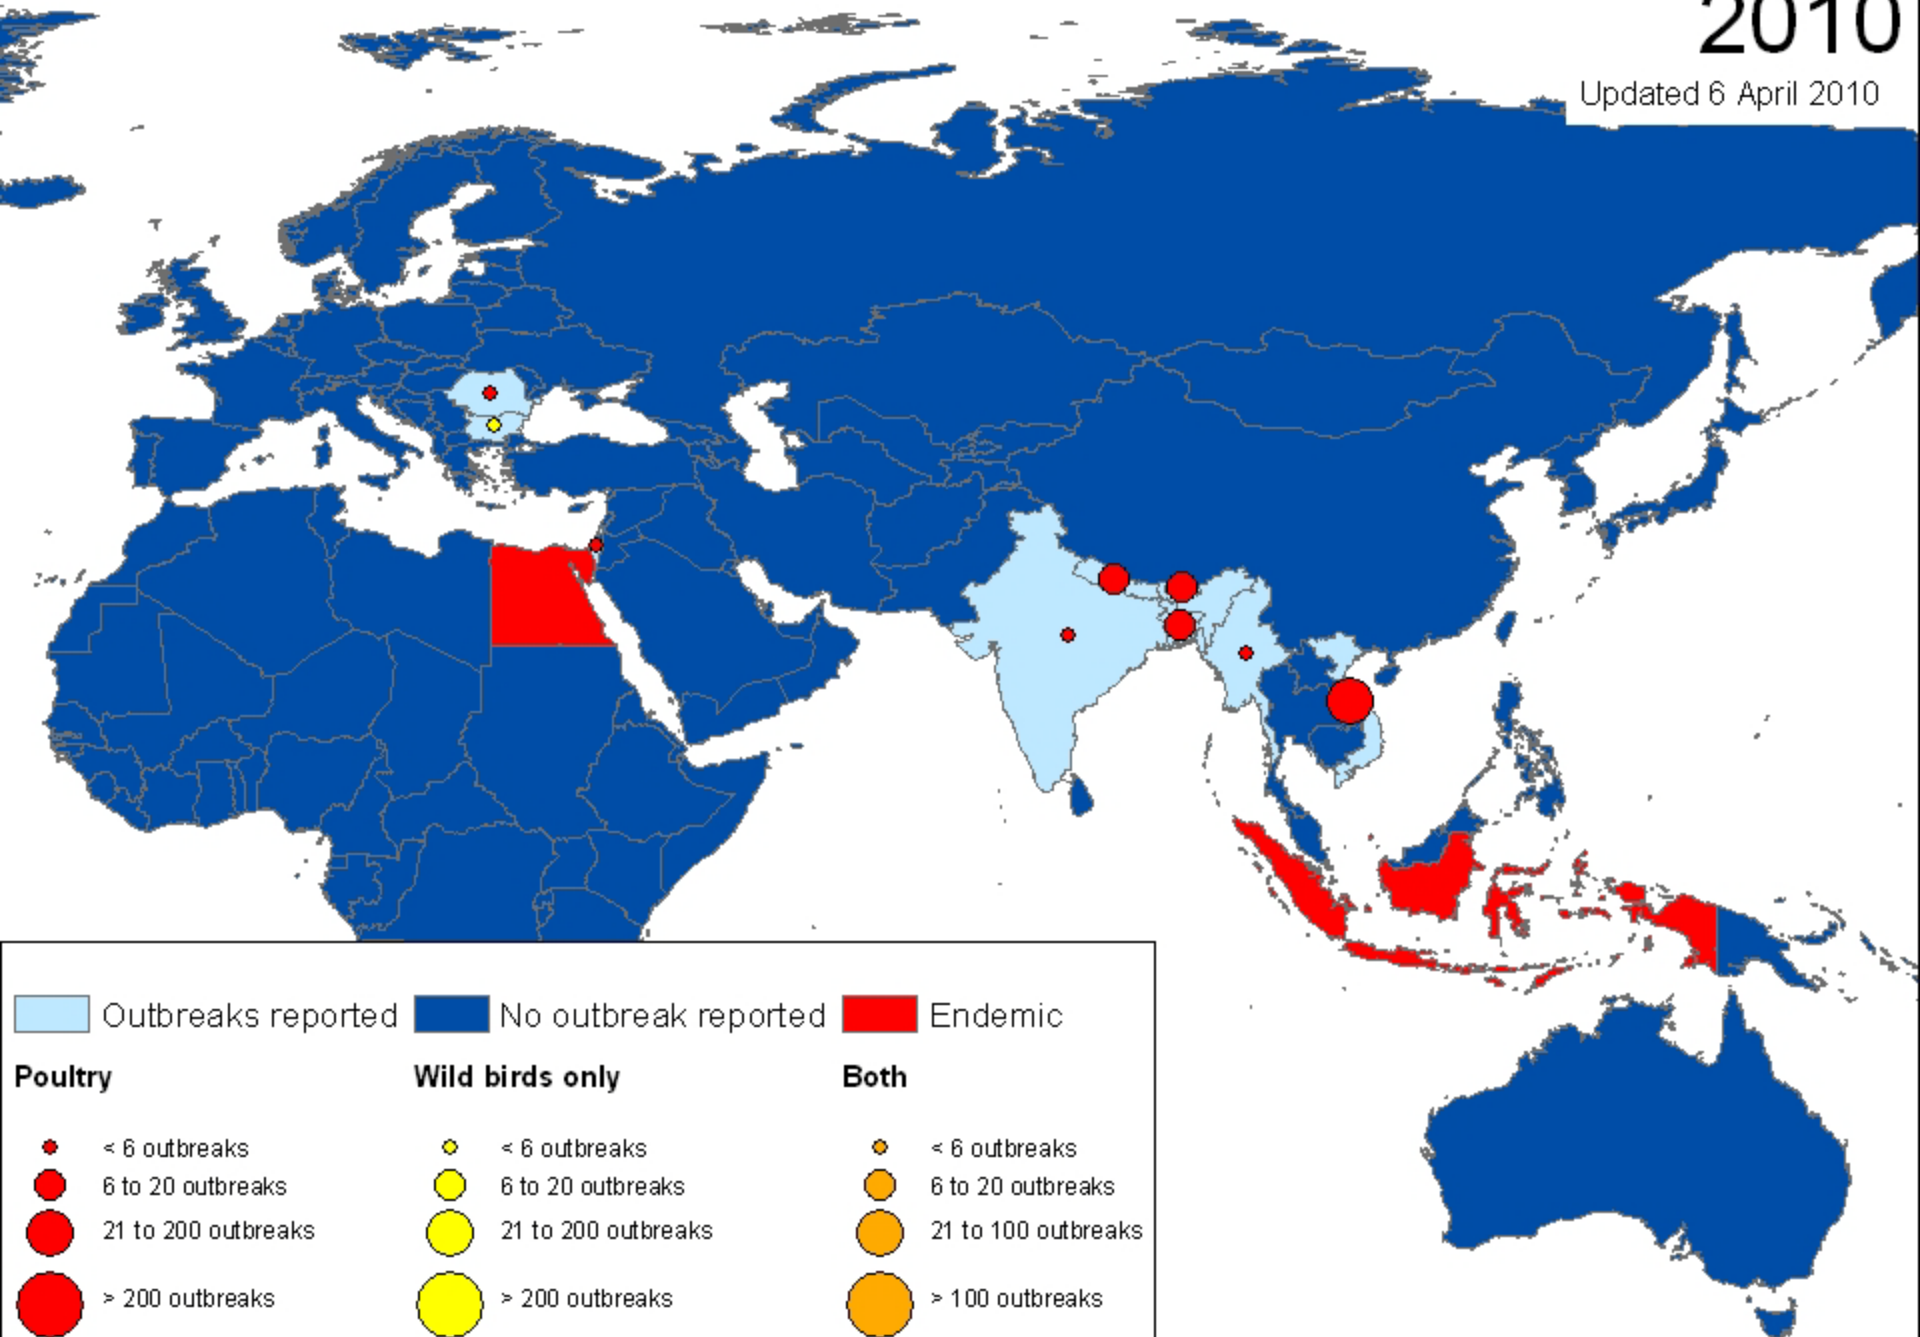 2010
Updated 6 April 2010
Outbreaks reported No outbreak reported Endemic
Poultry Wild birds only Both
< 6 outbreaks < 6 outbreaks < 6 outbreaks
6 to 20 outbreaks 6 to 20 outbreaks 6 to 20 outbreaks
21 to 200 outbreaks 21 to 200 outbreaks 21 to 100 outbreaks
> 200 outbreaks > 200 outbreaks > 100 outbreaks